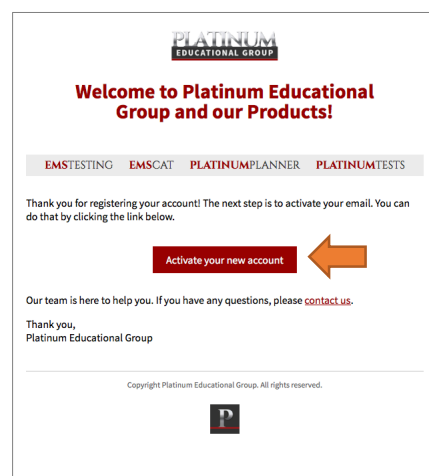 PLATINUM
EDUCATIONAL GROUP
Welcome to Platinum Educational
Group and our Products!
EMSTESTING EMSCAT PLATINUMPLANNER PLATINUMTESTS
Thank you for registering your account! The next step is to activate your email. You can
do that by clicking the link below.
Activate your new account
Our team is here to help you. If you have any questions, please contact us.
Thank you,
Platinum Educational Group
Copyright Platinum Educational Group. All rights reserved.
P